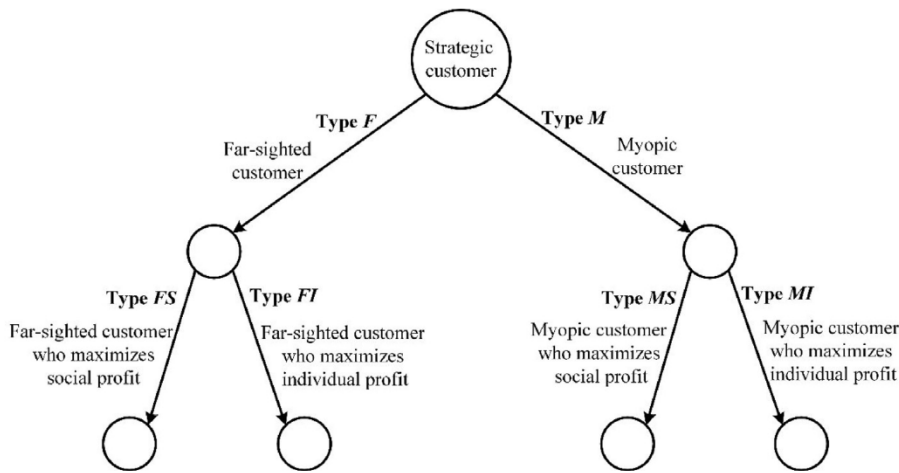 Strategic
customer
Type F
Far-sighted
customer
Type M
Myopic
customer
Type FS
Far-sighted customer
who maximizes
social profit
Type FI
Far-sighted customer
who maximizes
individual profit
Type MS
Myopic customer
who maximizes
social profit
Type MI
Myopic customer
who maximizes
individual profit